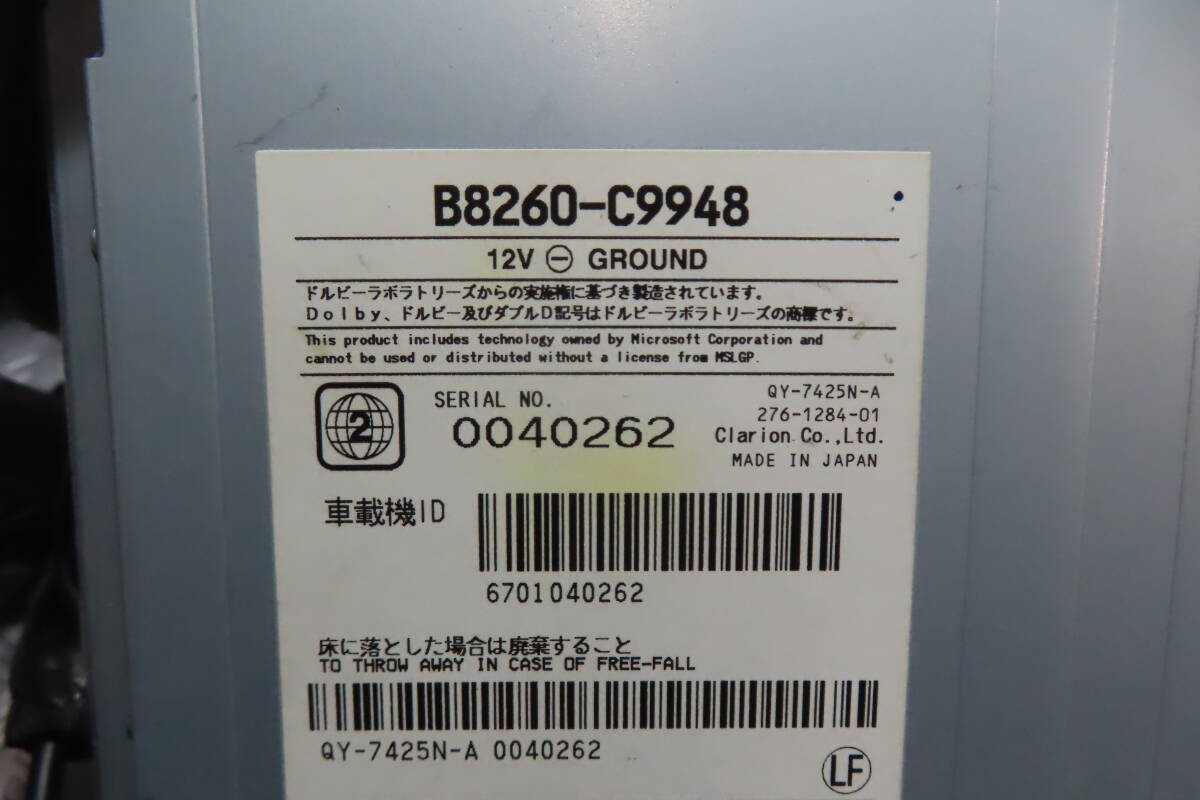 B8260-C9948
12V ⊖ GROUND
ドルビーラボラトリーズからの実施権に基づき製造されています。
Dolby、ドルビー及びダブルD記号はドルビーラボラトリーズの商標です。
This product includes technology owned by Microsoft Corporation and
cannot be used or distributed without a license from MSLGP.
2
SERIAL NO.
0040262
QY-7425N-A
276-1284-01
Clarion Co.,Ltd.
MADE IN JAPAN
車載機ID
6701040262
床に落とした場合は廃棄すること
TO THROW AWAY IN CASE OF FREE-FALL
QY-7425N-A 0040262
LF